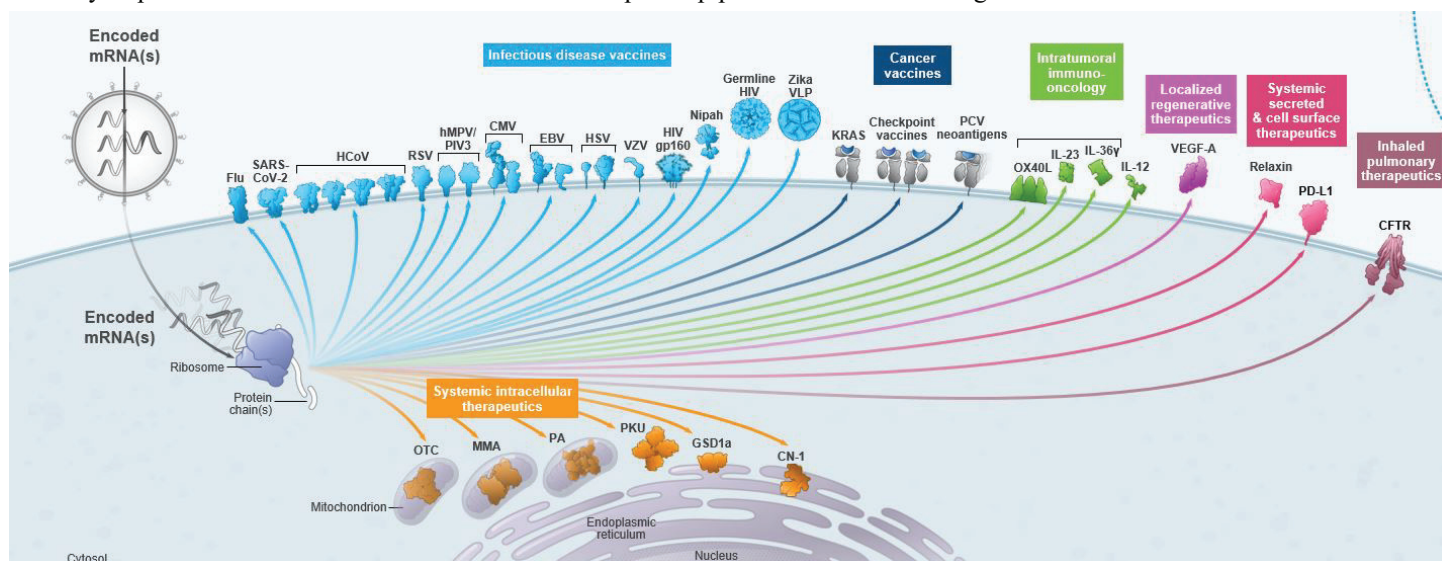 Encoded
mRNA(s)
Infectious disease vaccines
Cancer
vaccines
Intratumoral
immuno-
oncology
Localized
regenerative
therapeutics
Systemic
secreted
& cell surface
therapeutics
Inhaled
pulmonary
therapeutics
Flu
SARS-
CoV-2
HCoV
RSV
hMPV/
PIV3
CMV
EBV
HSV
VZV
HIV
gp160
Nipah
Germline
HIV
Zika
VLP
KRAS
Checkpoint
vaccines
PCV
neoantigens
OX40L
IL-23
IL-36γ
IL-12
VEGF-A
Relaxin
PD-L1
CFTR
Encoded
mRNA(s)
Ribosome
Protein
chain(s)
Systemic intracellular
therapeutics
OTC
MMA
PA
PKU
GSD1a
CN-1
Mitochondrion
Endoplasmic
reticulum
Nucleus
Cytosol